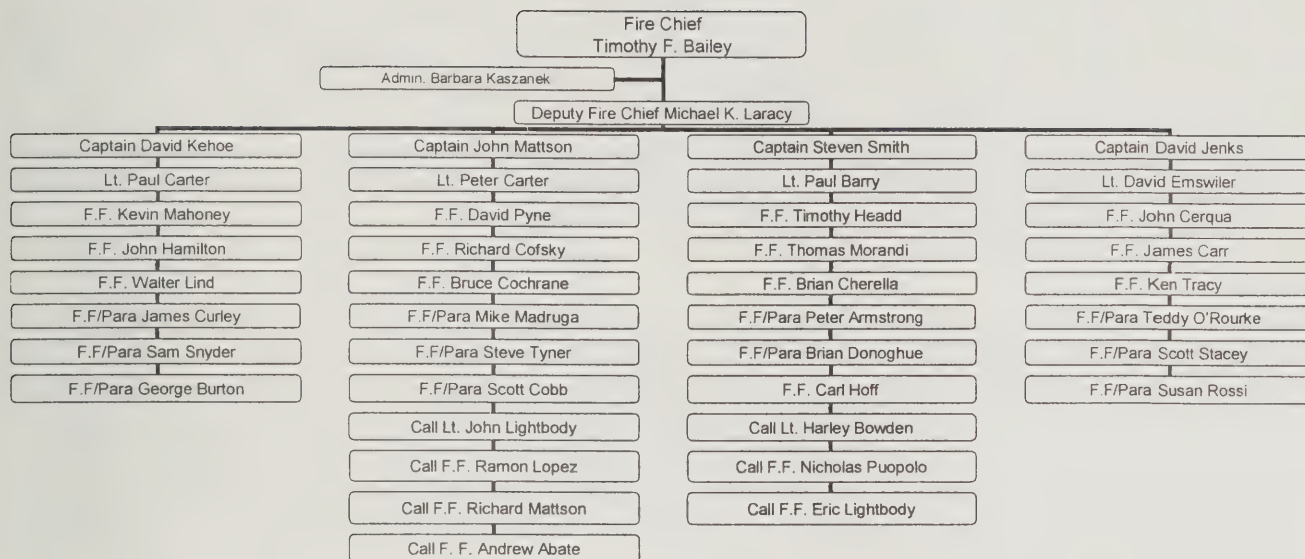 Fire Chief
Timothy F. Bailey
Admin. Barbara Kaszanek
Deputy Fire Chief Michael K. Laracy
Captain David Kehoe
Lt. Paul Carter
F.F. Kevin Mahoney
F.F. John Hamilton
F.F. Walter Lind
F.F/Para James Curley
F.F/Para Sam Snyder
F.F/Para George Burton
Captain John Mattson
Lt. Peter Carter
F.F. David Pyne
F.F. Richard Cofsky
F.F. Bruce Cochrane
F.F/Para Mike Madruga
F.F/Para Steve Tyner
F.F/Para Scott Cobb
Call Lt. John Lightbody
Call F.F. Ramon Lopez
Call F.F. Richard Mattson
Call F. F. Andrew Abate
Captain Steven Smith
Lt. Paul Barry
F.F. Timothy Headd
F.F. Thomas Morandi
F.F. Brian Cherella
F.F/Para Peter Armstrong
F.F/Para Brian Donoghue
F.F. Carl Hoff
Call Lt. Harley Bowden
Call F.F. Nicholas Puopolo
Call F.F. Eric Lightbody
Captain David Jenks
Lt. David Emswiler
F.F. John Cerqua
F.F. James Carr
F.F. Ken Tracy
F.F/Para Teddy O'Rourke
F.F/Para Scott Stacey
F.F/Para Susan Rossi